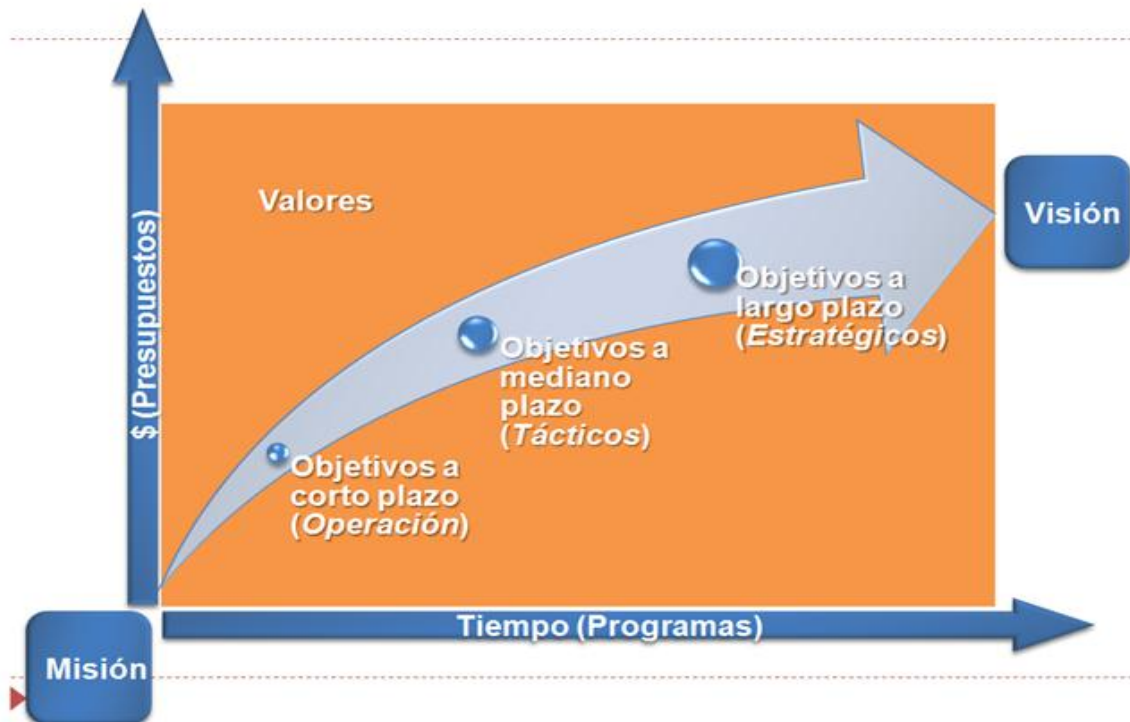 $ (Presupuestos)
Valores
Visión
Objetivos a
largo plazo
(Estratégicos)
Objetivos a
mediano
plazo
(Tácticos)
Objetivos a
corto plazo
(Operación)
Tiempo (Programas)
Misión